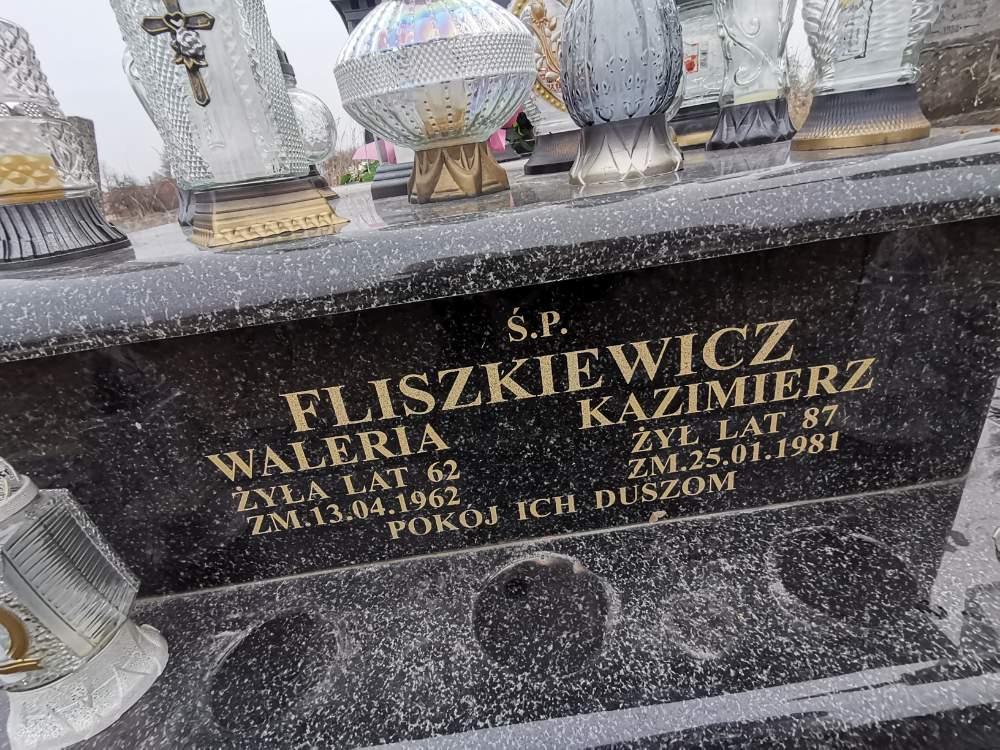 Ś.P.
FLISZKIEWICZ
WALERIA
ŻYŁA LAT 62
ZM.13.04.1962
KAZIMIERZ
ŻYŁ LAT 87
ZM.25.01.1981
POKÓJ ICH DUSZOM